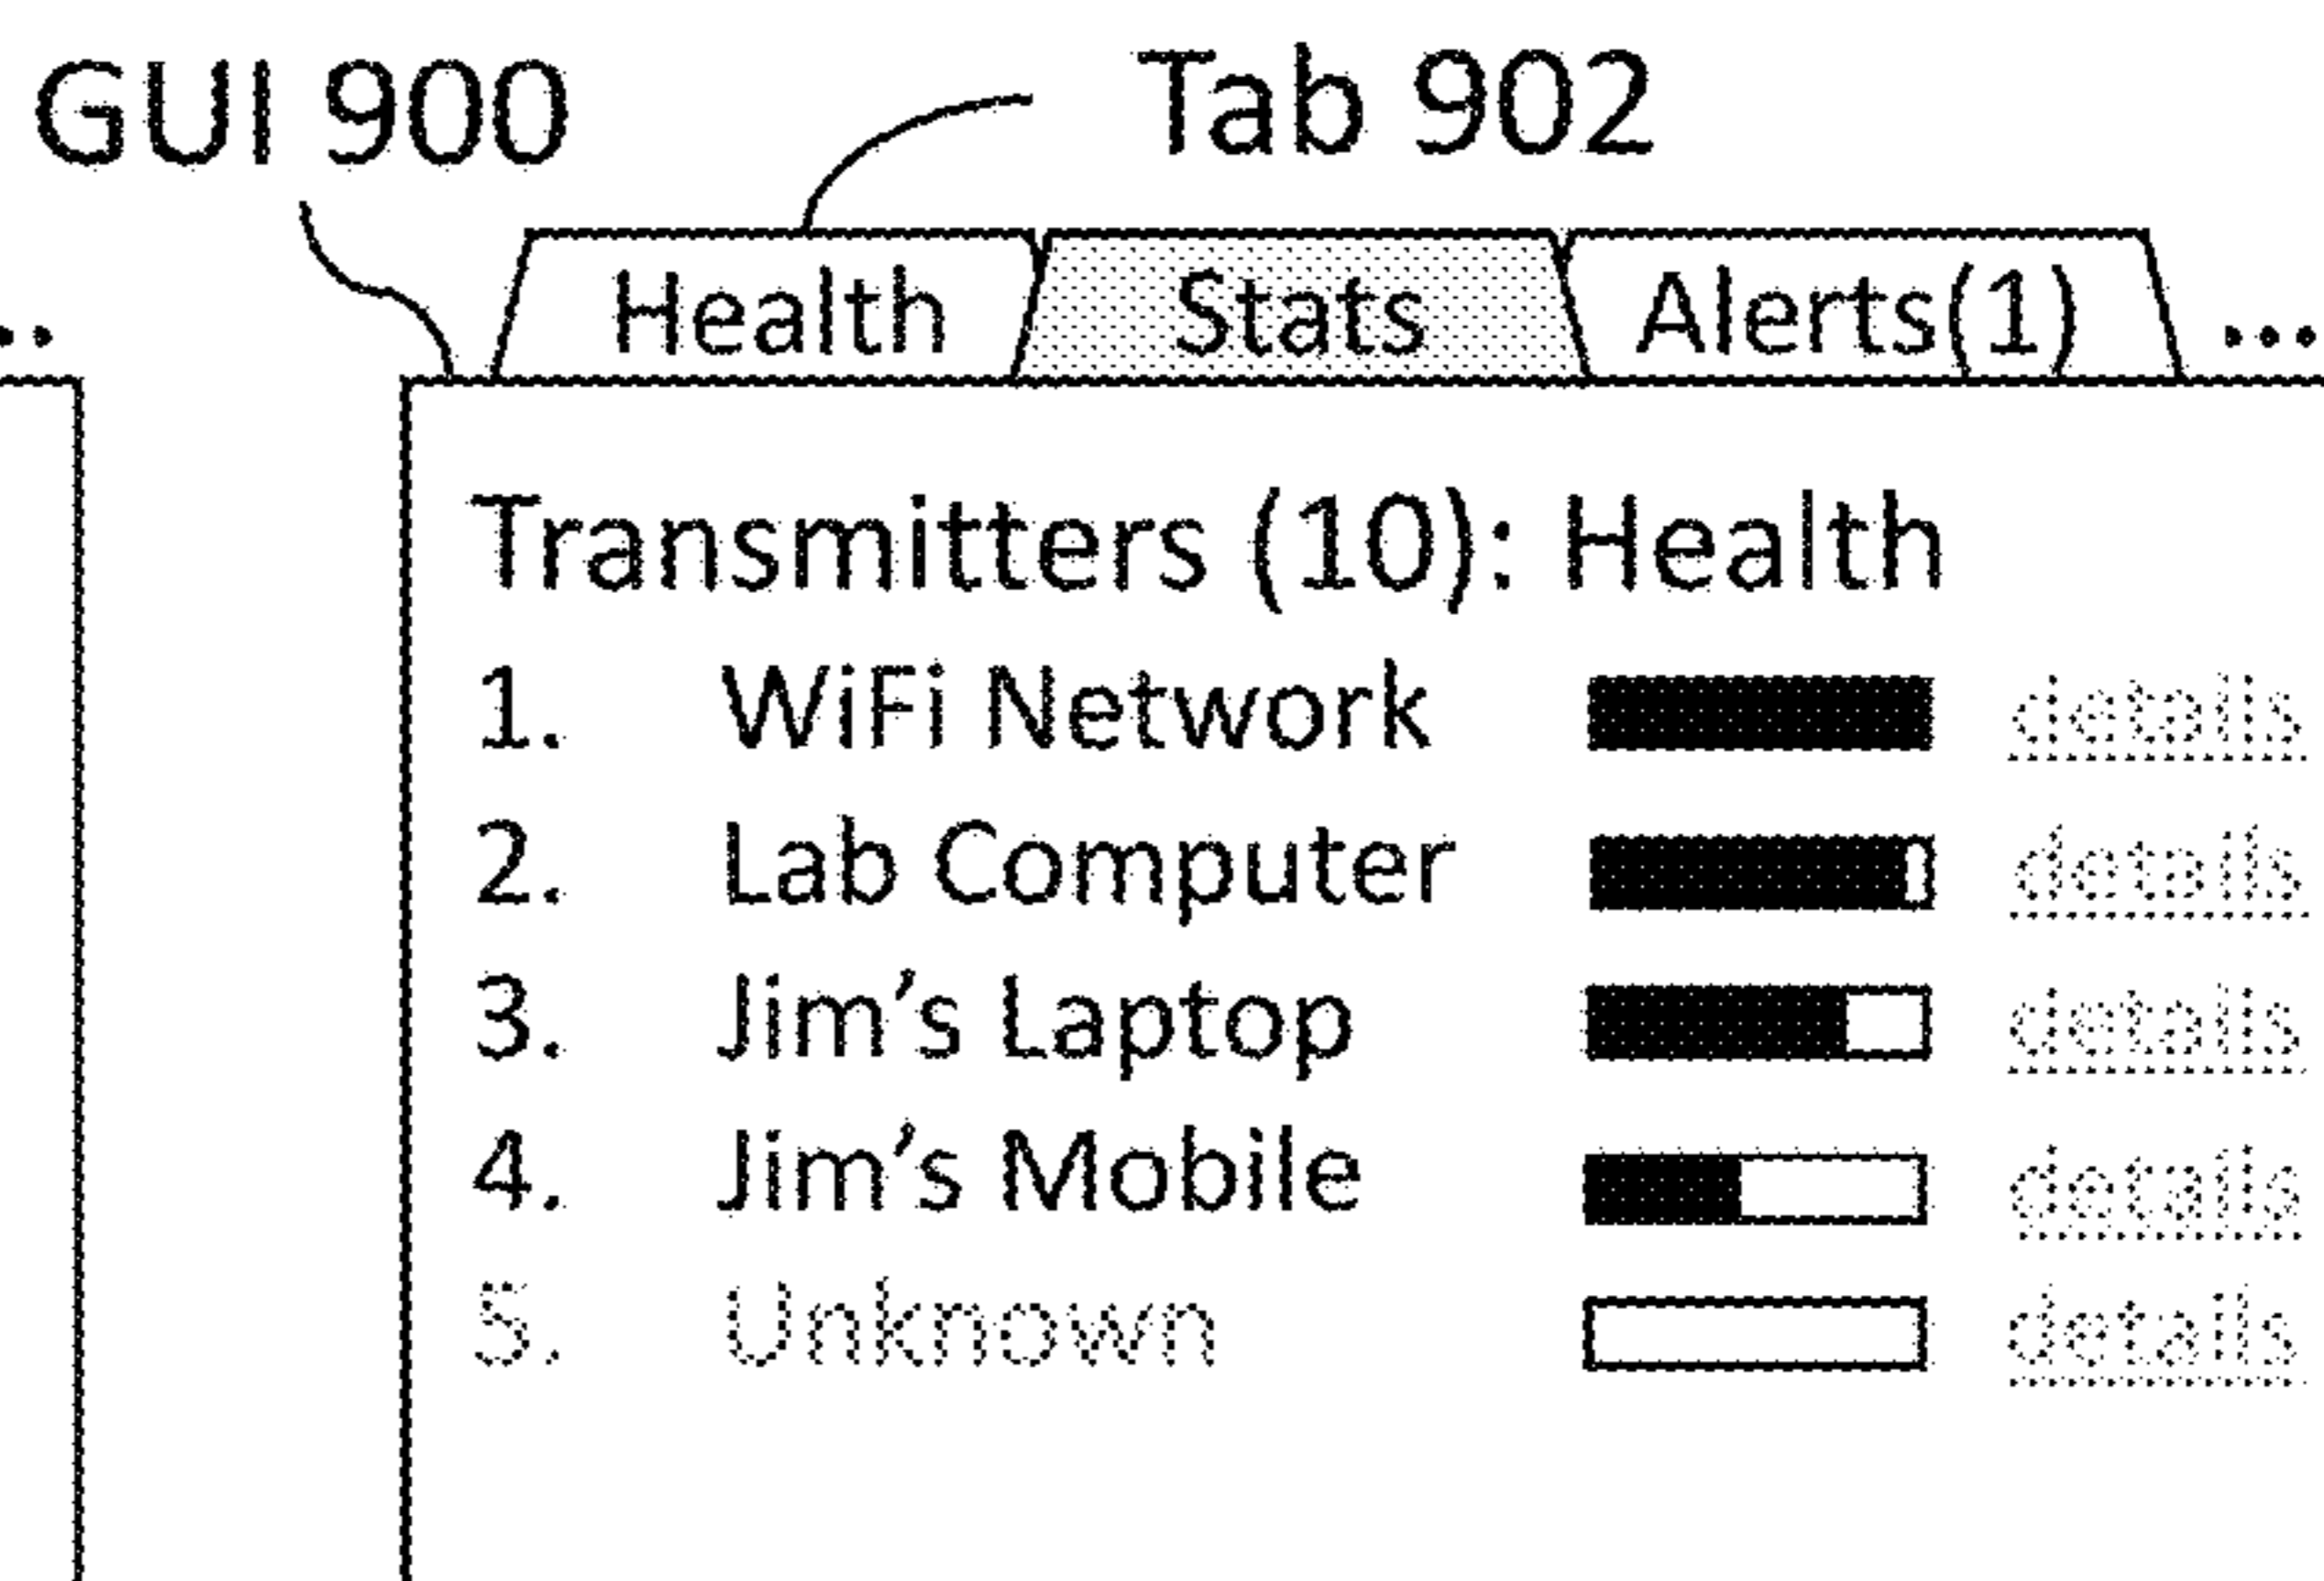 GUI 900 Tab 902
.. Health Stats Alerts(1) ...
Transmitters (10): Health
1. WiFi Network details
2. Lab Computer details
3. Jim’s Laptop details
4. Jim’s Mobile details
5. Unknown details